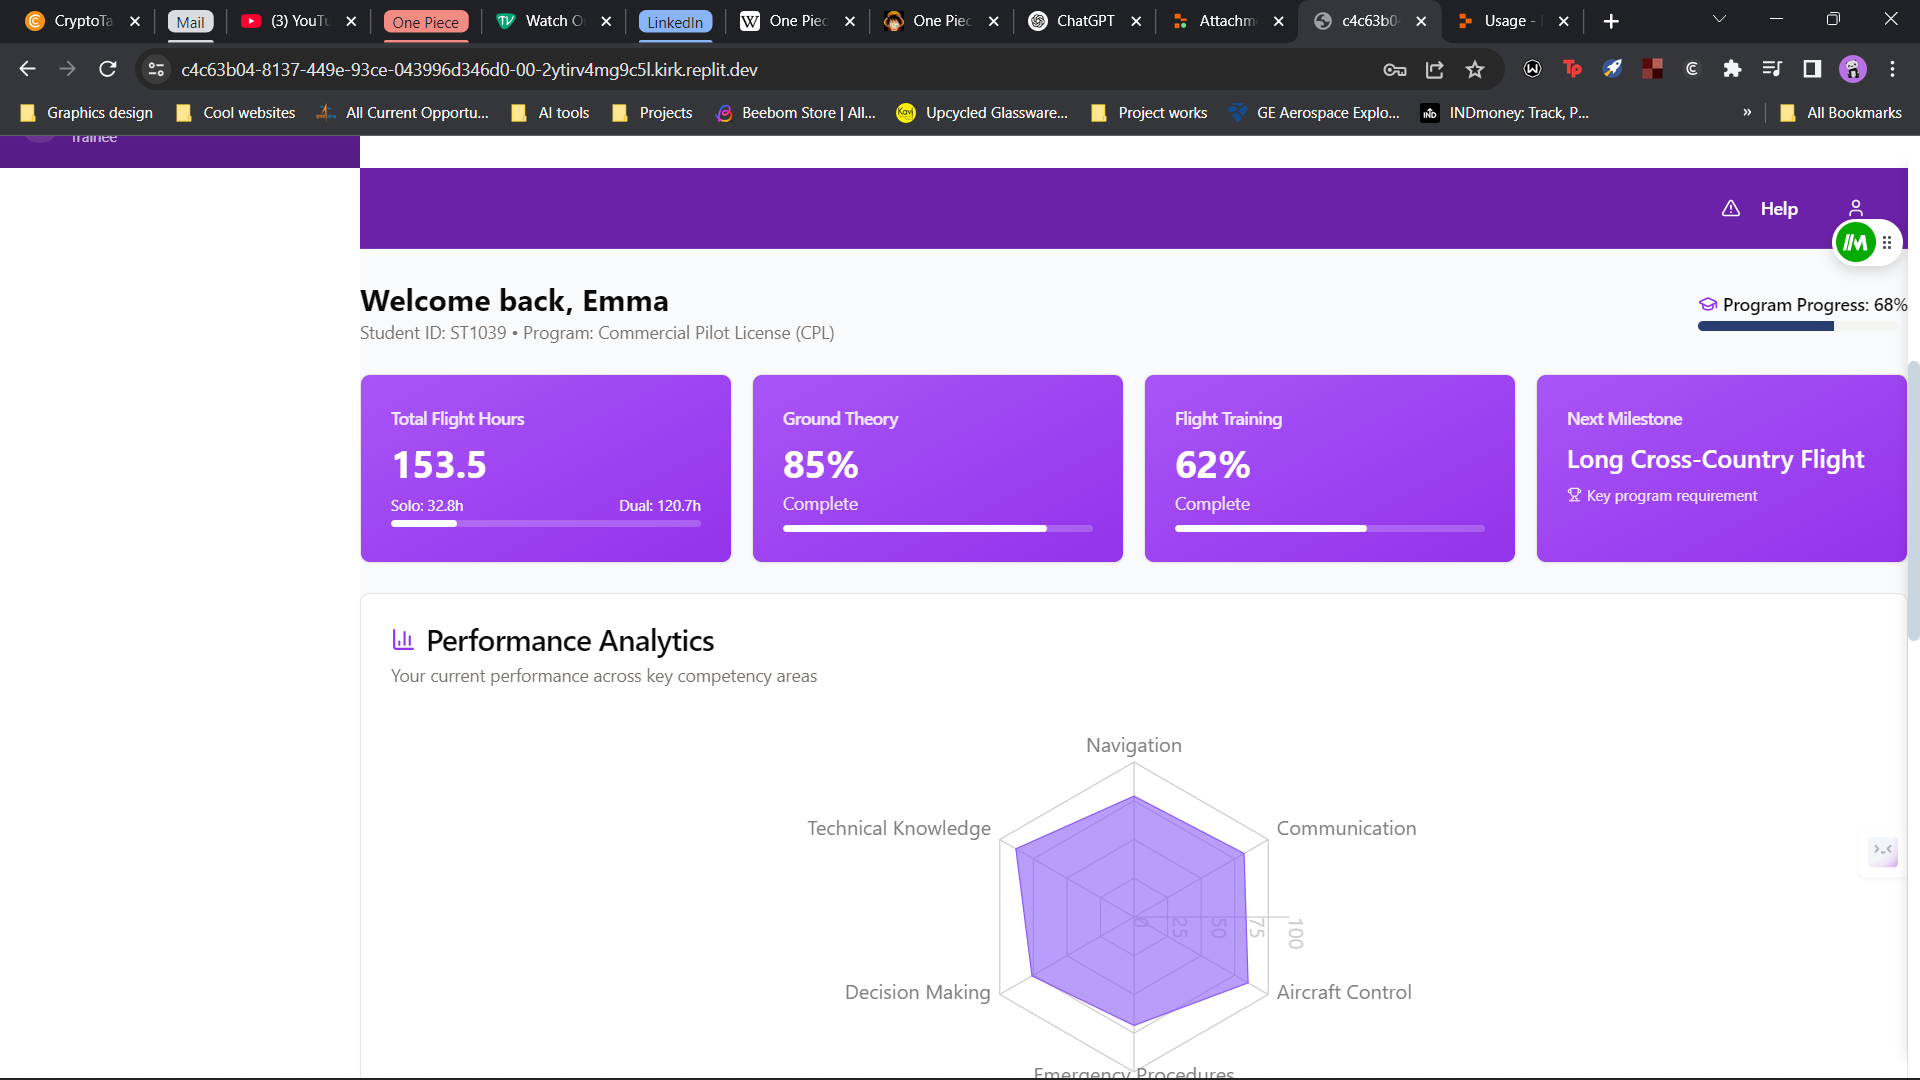 CryptoTa
Mail
(3) YouTu
One Piece
Watch O
LinkedIn
One Piec
One Piec
ChatGPT
Attachm
c4c63b0
Usage -
c4c63b04-8137-449e-93ce-043996d346d0-00-2ytirv4mg9c5l.kirk.replit.dev
Graphics design
Cool websites
All Current Opportu...
AI tools
Projects
Beebom Store | All...
Upcycled Glassware...
Project works
GE Aerospace Explo...
INDmoney: Track, P...
»
All Bookmarks
Trainee
Help
Welcome back, Emma
Student ID: ST1039 • Program: Commercial Pilot License (CPL)
Program Progress: 68%
Total Flight Hours
153.5
Solo: 32.8h
Dual: 120.7h
Ground Theory
85%
Complete
Flight Training
62%
Complete
Next Milestone
Long Cross-Country Flight
Key program requirement
Performance Analytics
Your current performance across key competency areas
Navigation
Technical Knowledge
Communication
0
25
50
75
100
Decision Making
Aircraft Control
Emergency Procedures